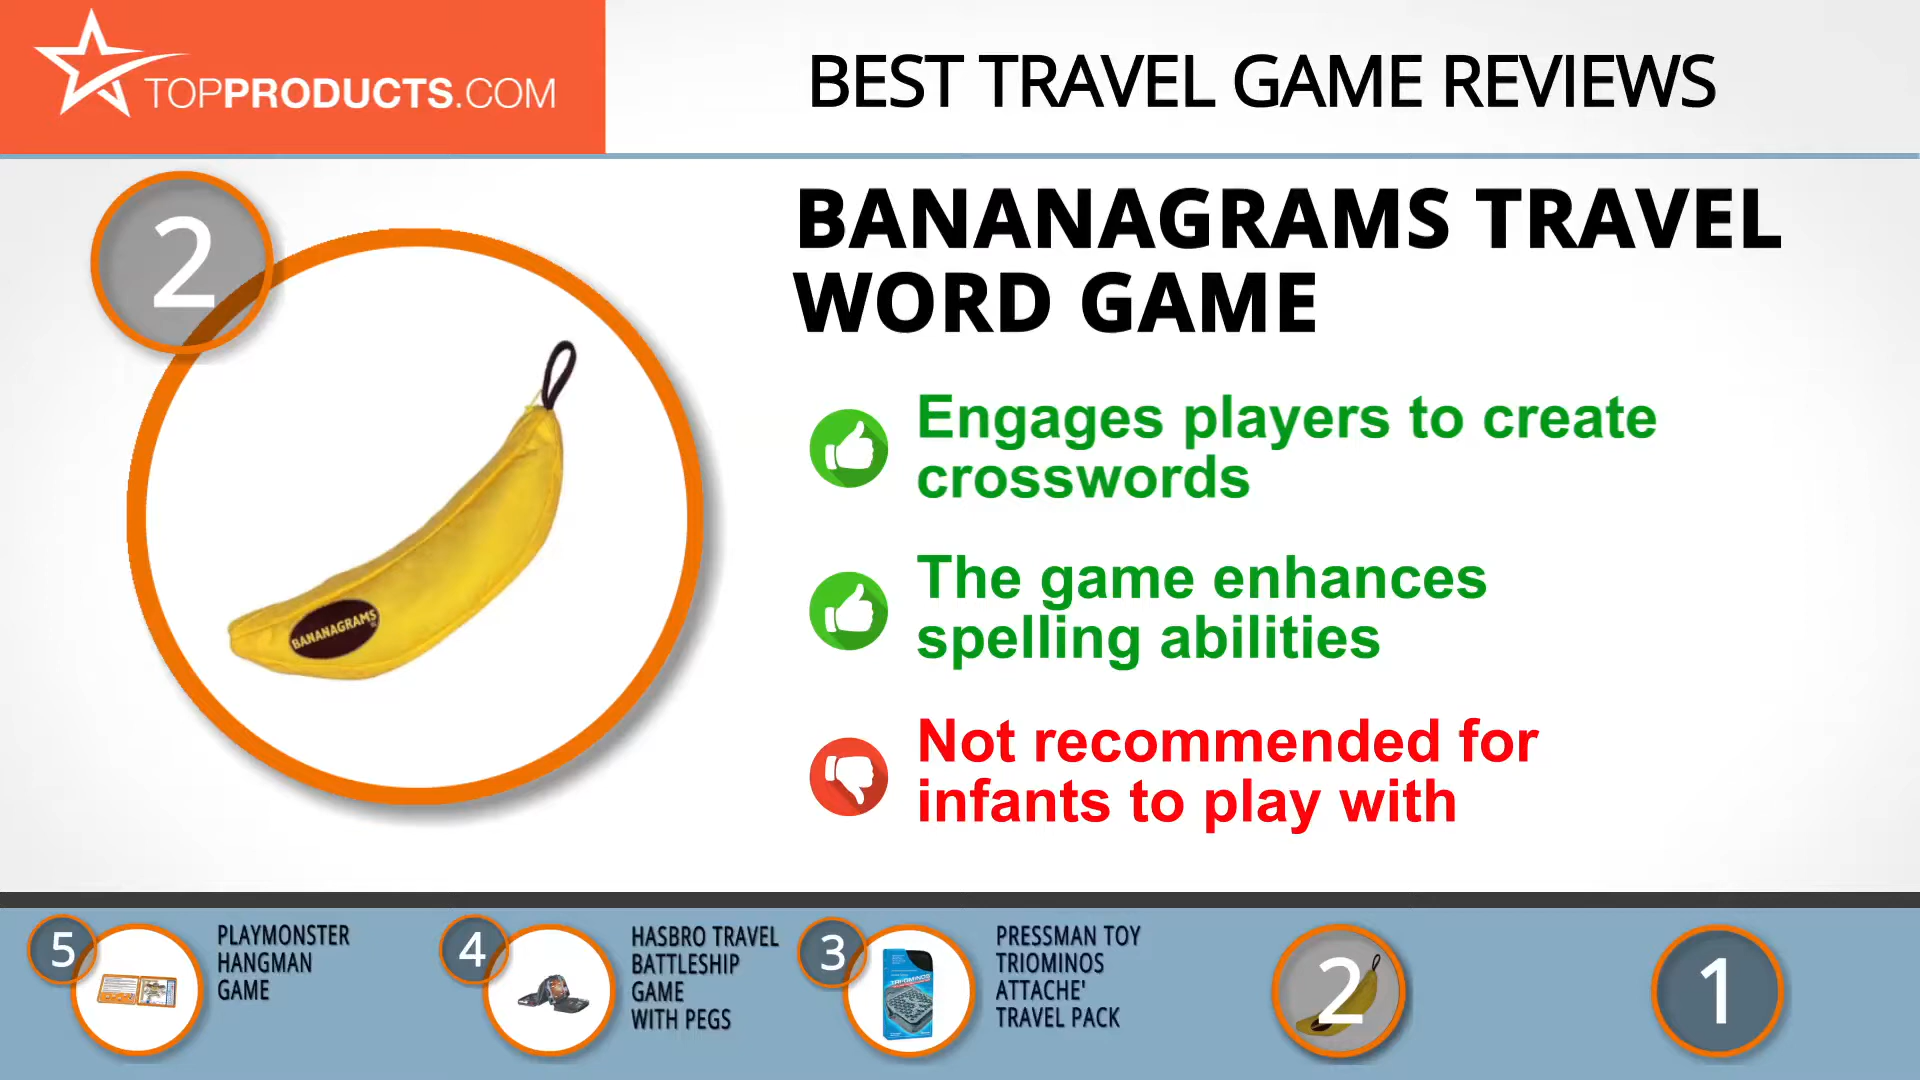 TOPPRODUCTS.COM
BEST TRAVEL GAME REVIEWS
2
BANANAGRAMS TRAVEL
WORD GAME
Engages players to create
crosswords
The game enhances
spelling abilities
Not recommended for
infants to play with
BANANAGRAMS
5
PLAYMONSTER
HANGMAN
GAME
4
HASBRO TRAVEL
BATTLESHIP
GAME
WITH PEGS
3
TRI-OMINOS
PRESSMAN TOY
TRIOMINOS
ATTACHE'
TRAVEL PACK
2
1